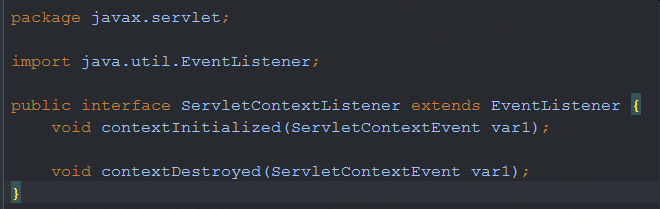 package javax.servlet;
import java.util.EventListener;
public interface ServletContextListener extends EventListener {
void contextInitialized(ServletContextEvent var1);
void contextDestroyed(ServletContextEvent var1);
}